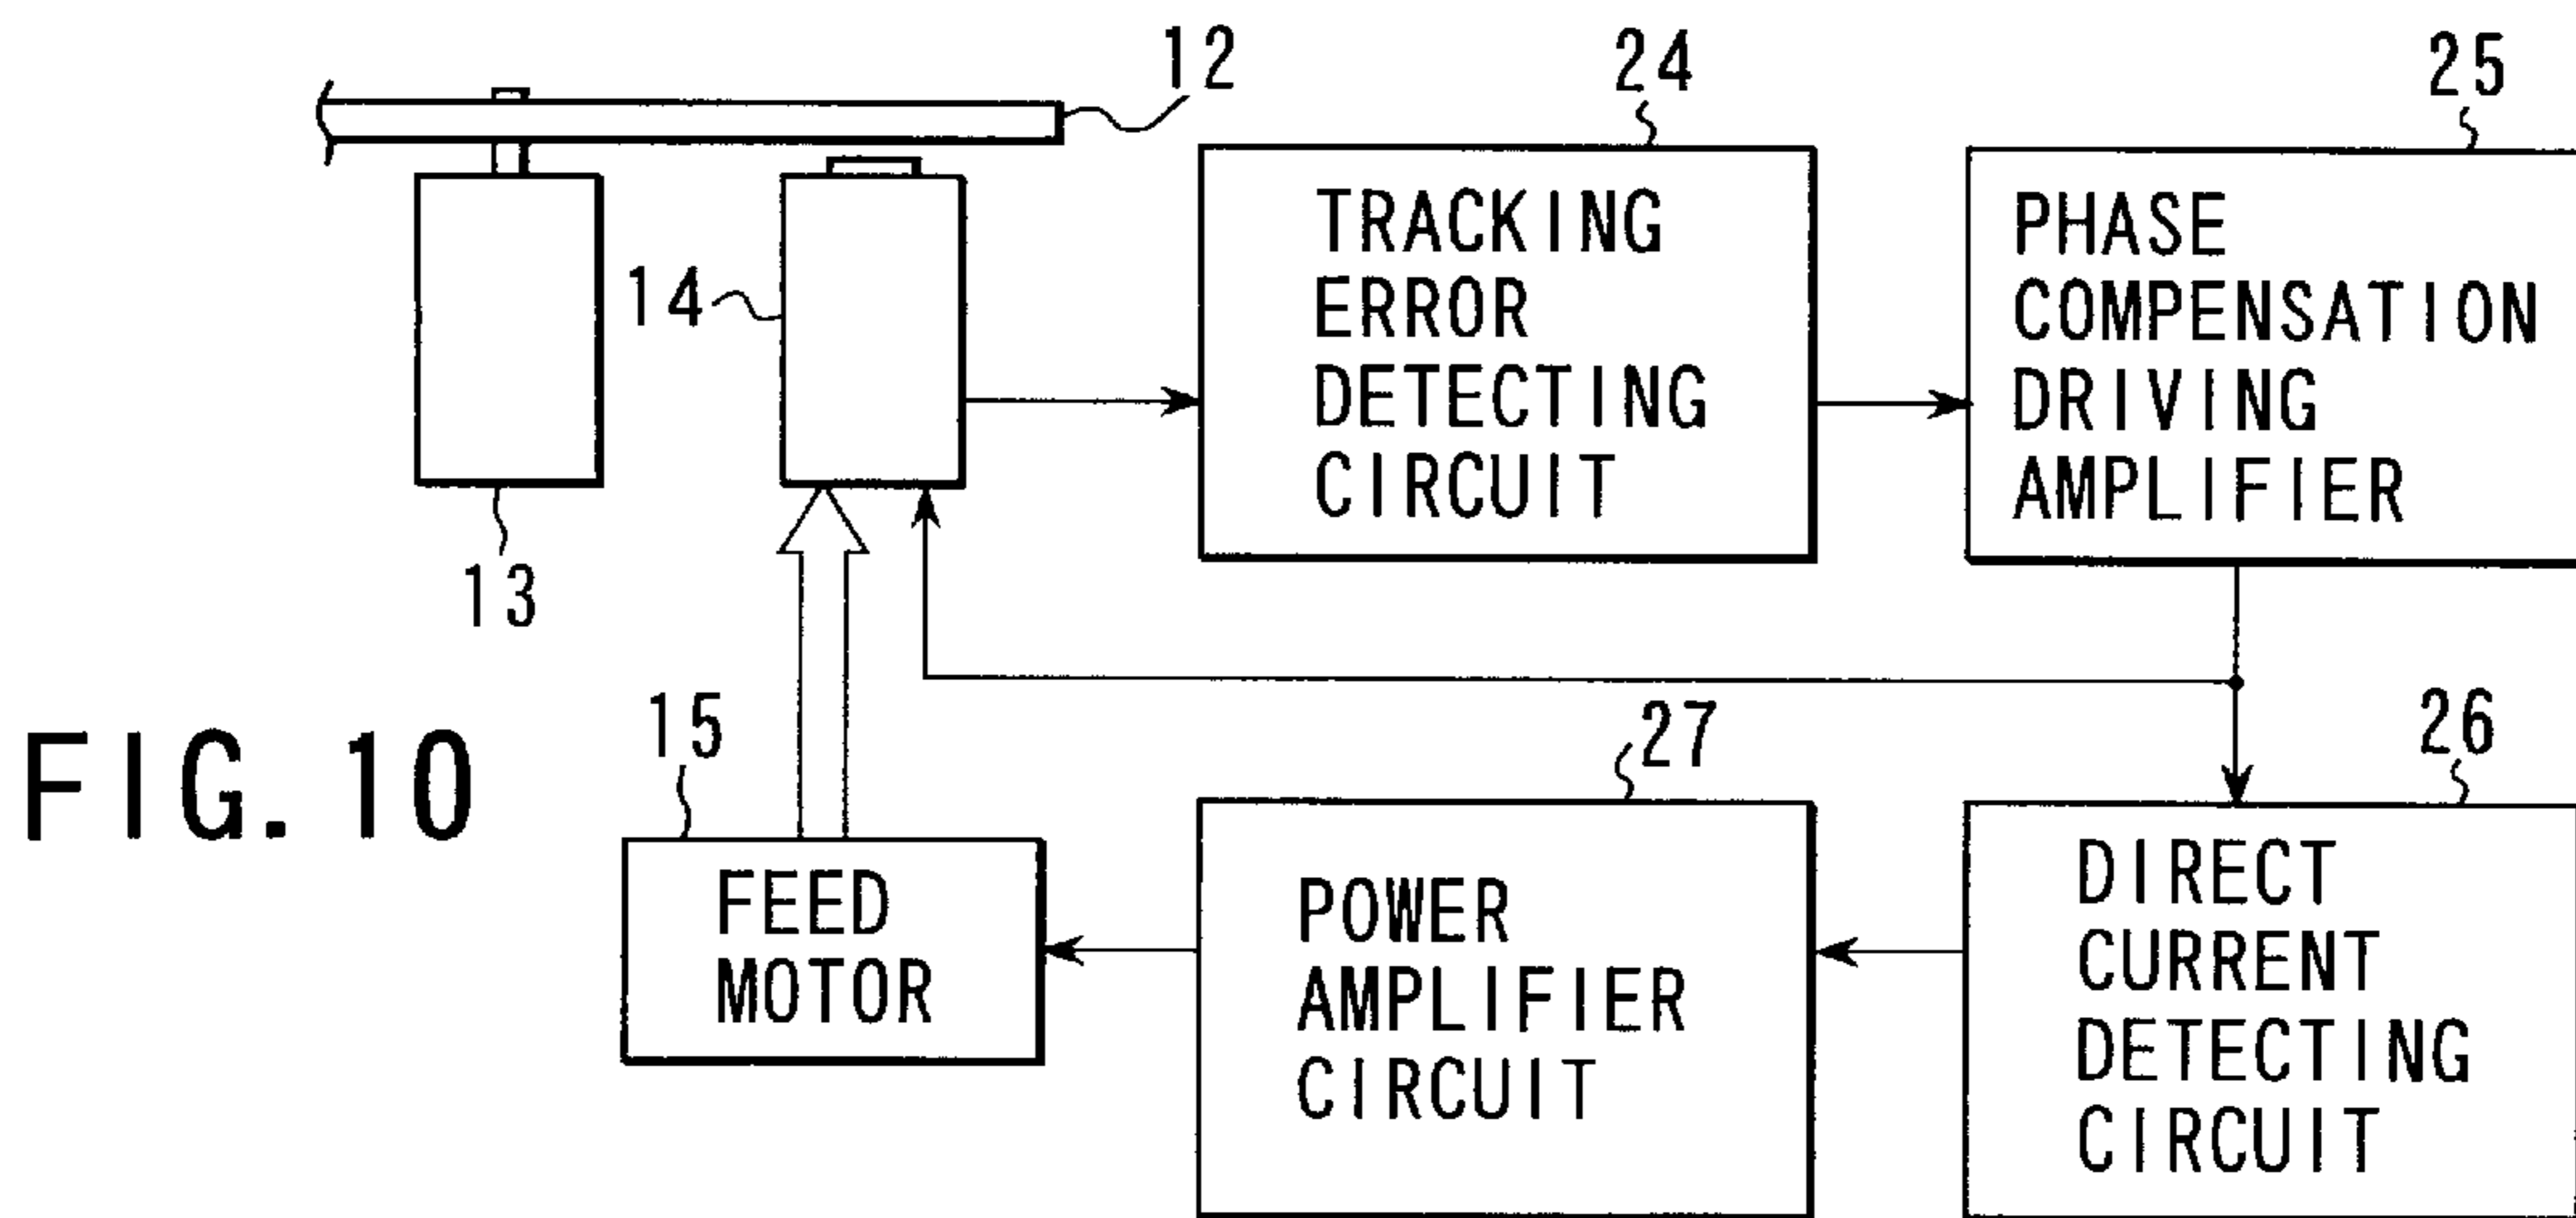 12
24
25
TRACKING
ERROR
DETECTING
CIRCUIT
PHASE
COMPENSATION
DRIVING
AMPLIFIER
14
13
15
27
26
FIG. 10
FEED
MOTOR
POWER
AMPLIFIER
CIRCUIT
DIRECT
CURRENT
DETECTING
CIRCUIT